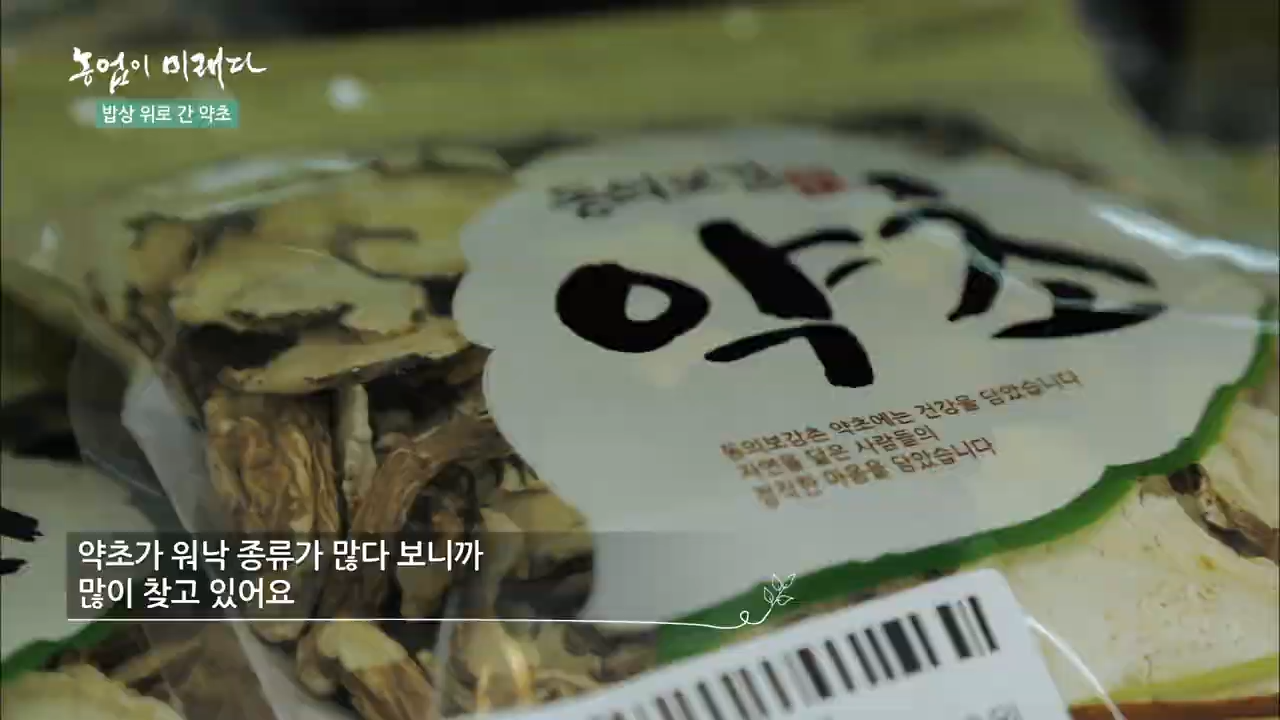 농업이 미래다
밥상 위로 간 약초
동의보감촌
약초
동의보감촌 약초에는 건강을 담았습니다
자연을 닮은 사람들의
정직한 마음을 담았습니다
약초가 워낙 종류가 많다 보니까
많이 찾고 있어요